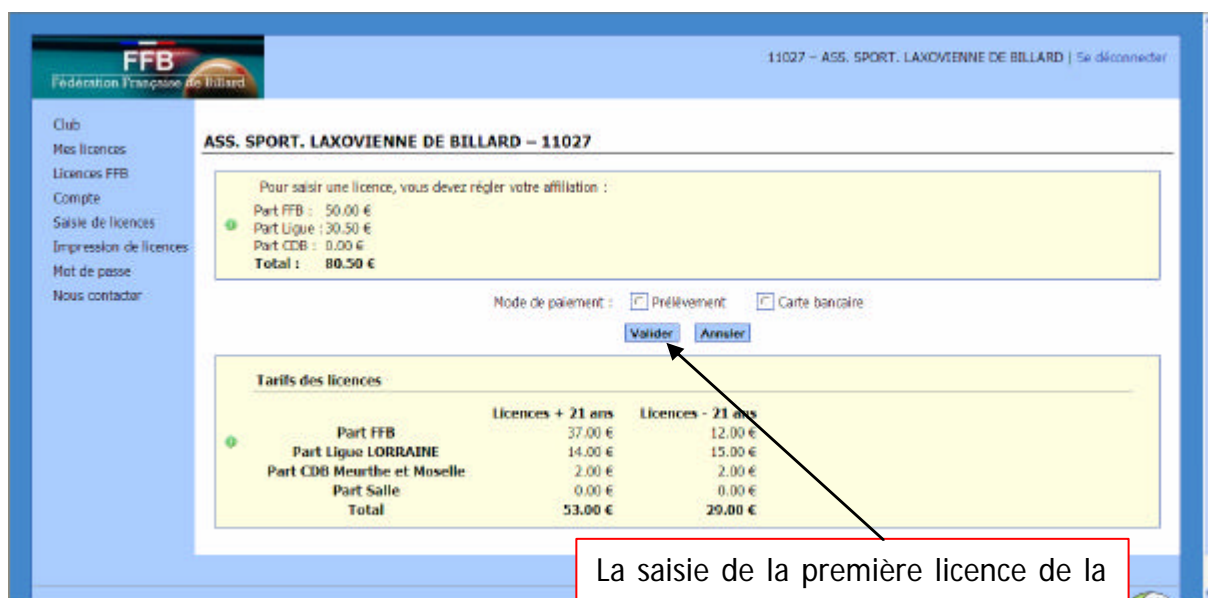 FFB
Fédération Française de Billard
11027 – ASS. SPORT. LAXOVIENNE DE BILLARD | Se déconnecter
Club
Mes licences
Licences FFB
Compte
Saisie de licences
Impression de licences
Mot de passe
Nous contacter
ASS. SPORT. LAXOVIENNE DE BILLARD – 11027
Pour saisir une licence, vous devez régler votre affiliation :
Part FFB : 50.00 €
Part Ligue : 30.50 €
Part CDB : 0.00 €
Total : 80.50 €
Mode de paiement : Prélèvement Carte bancaire
Valider Annuler
Tarifs des licences
Licences + 21 ans Licences - 21 ans
Part FFB 37.00 € 12.00 €
Part Ligue LORRAINE 14.00 € 15.00 €
Part CDB Meurthe et Moselle 2.00 € 2.00 €
Part Salle 0.00 € 0.00 €
Total 53.00 € 29.00 €
La saisie de la première licence de la